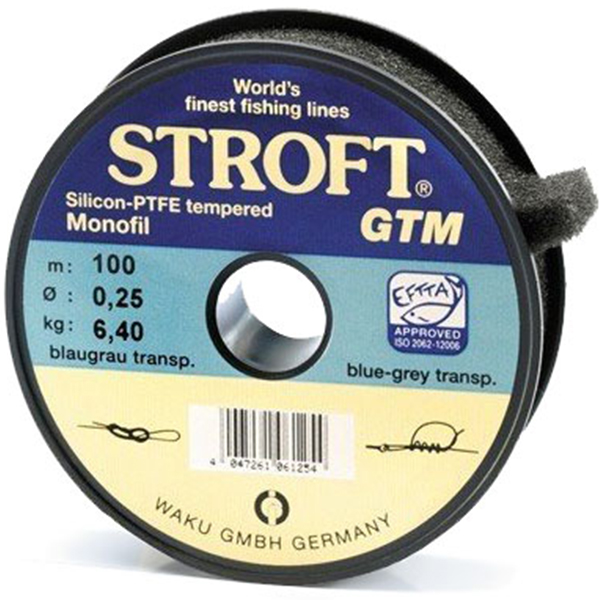 World's
finest fishing lines
STROFT®
Silicon-PTFE tempered
Monofil
GTM
m: 100
Ø : 0,25
kg: 6,40
blaugrau transp.
EFTTA
APPROVED
ISO 2062-12006
blue-grey transp.
4 047261 061254
WAKU GMBH GERMANY